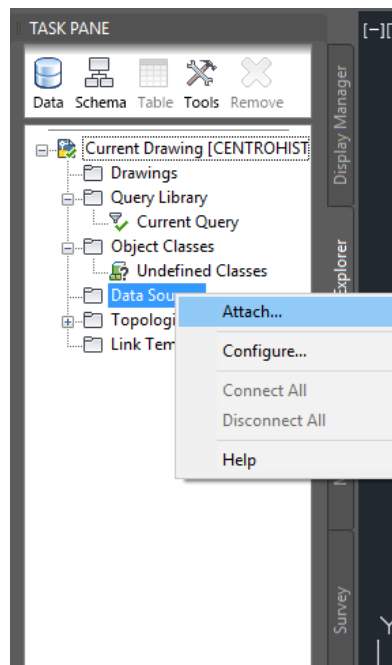 TASK PANE
[−][
Data Schema Table Tools Remove
Current Drawing [CENTROHIST
Drawings
Query Library
Current Query
Object Classes
Undefined Classes
Data Sou
Topologi
Link Tem
Attach...
Configure...
Connect All
Disconnect All
Help
Display Manager
Explorer
Survey
Y